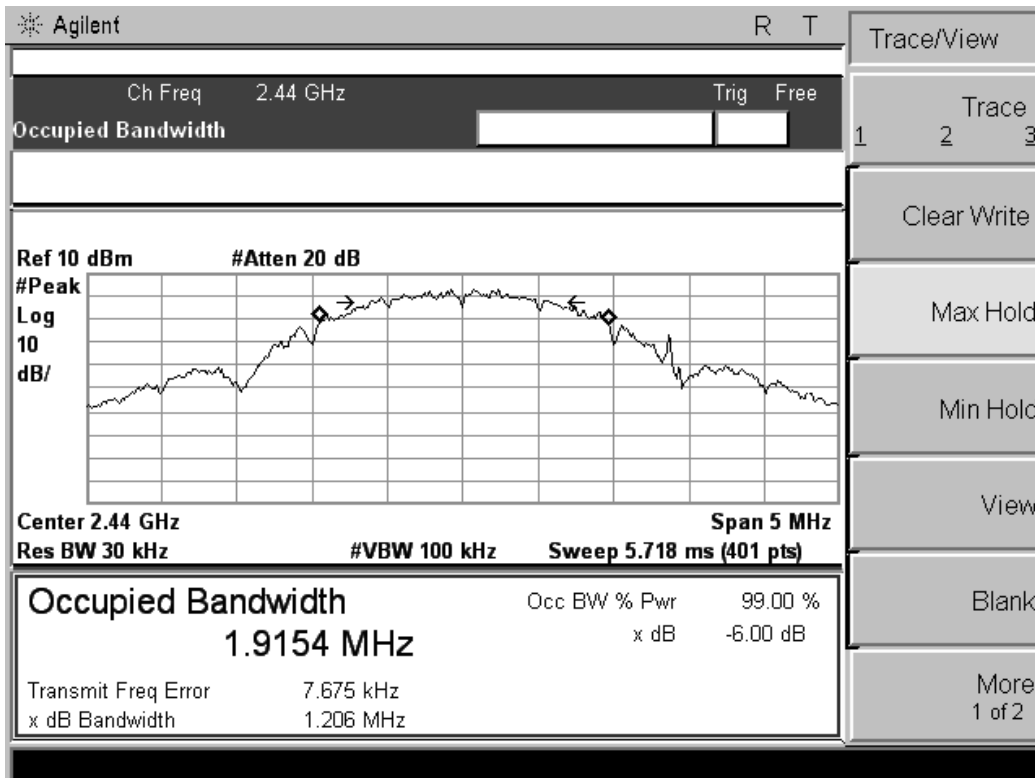 Agilent R T
Ch Freq 2.44 GHz Trig Free
Occupied Bandwidth
Ref 10 dBm #Atten 20 dB
#Peak
Log
10
dB/
Center 2.44 GHz Span 5 MHz
Res BW 30 kHz #VBW 100 kHz Sweep 5.718 ms (401 pts)
Occupied Bandwidth
1.9154 MHz
Occ BW % Pwr 99.00 %
x dB -6.00 dB
Transmit Freq Error 7.675 kHz
x dB Bandwidth 1.206 MHz
Trace/View
Trace
1 2 3
Clear Write
Max Hold
Min Hold
View
Blank
More
1 of 2